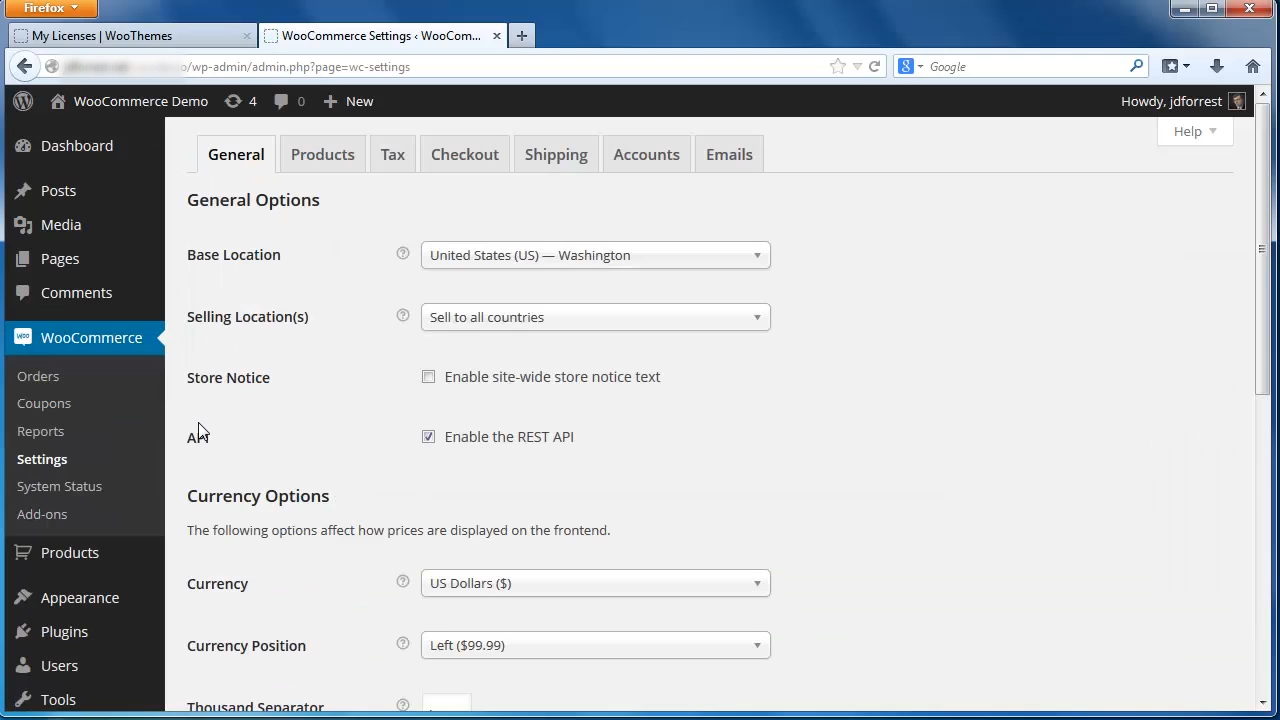 Firefox
My Licenses | WooThemes
WooCommerce Settings ‹ WooCom...
/wp-admin/admin.php?page=wc-settings
Google
WooCommerce Demo 4 0 New
Howdy, jdforrest
Help
Dashboard
Posts
Media
Pages
Comments
WooCommerce
Orders
Coupons
Reports
Settings
System Status
Add-ons
Products
Appearance
Plugins
Users
Tools
General Products Tax Checkout Shipping Accounts Emails
General Options
Base Location United States (US) — Washington
Selling Location(s) Sell to all countries
Store Notice Enable site-wide store notice text
API Enable the REST API
Currency Options
The following options affect how prices are displayed on the frontend.
Currency US Dollars ($)
Currency Position Left ($99.99)
Thousand Separator